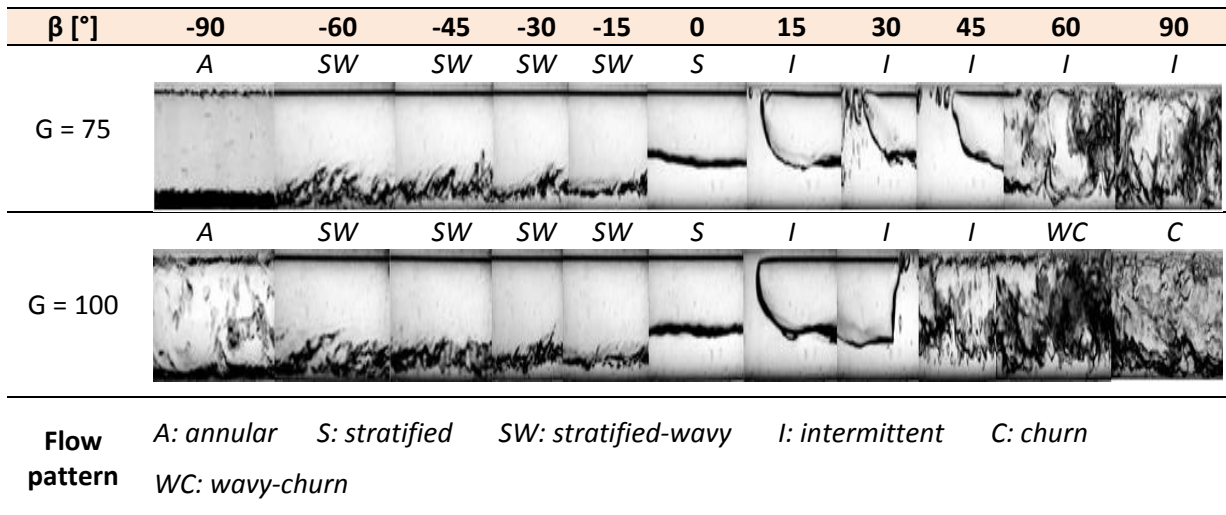 β [°] -90 -60 -45 -30 -15 0 15 30 45 60 90
A SW SW SW SW S I I I I I
G = 75
A SW SW SW SW S I I I WC C
G = 100
Flow pattern
A: annular S: stratified SW: stratified-wavy I: intermittent C: churn
WC: wavy-churn